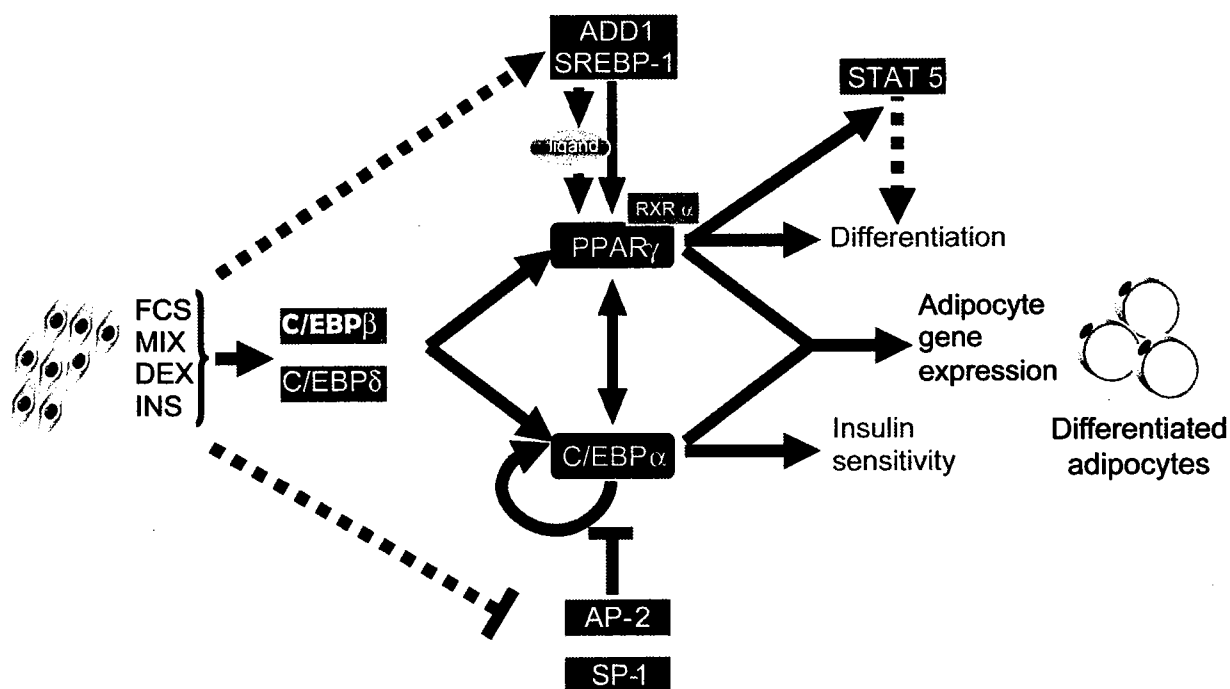 ADD1
SREBP-1
STAT 5
ligand
RXR α
PPARγ
Differentiation
FCS
MIX
DEX
INS
C/EBPβ
C/EBPδ
Adipocyte
gene
expression
C/EBPα
Insulin
sensitivity
Differentiated
adipocytes
AP-2
SP-1